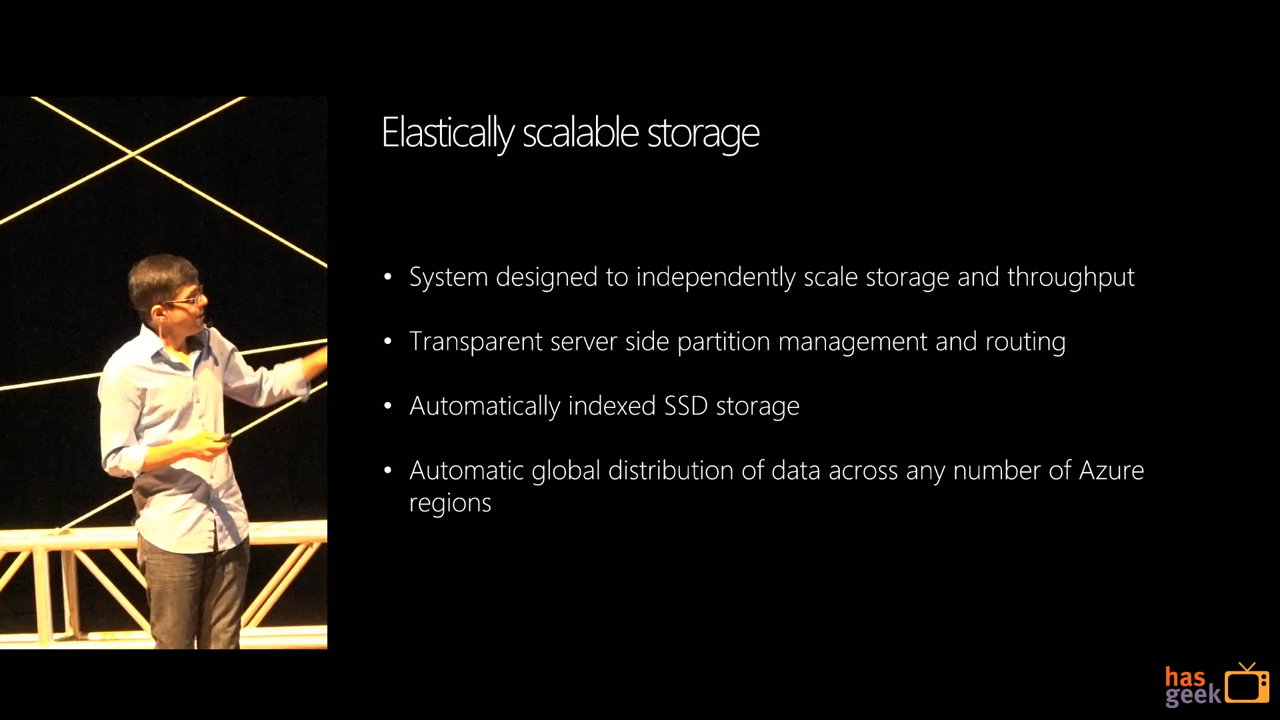 Elastically scalable storage
• System designed to independently scale storage and throughput
• Transparent server side partition management and routing
• Automatically indexed SSD storage
• Automatic global distribution of data across any number of Azure
regions
has
geek